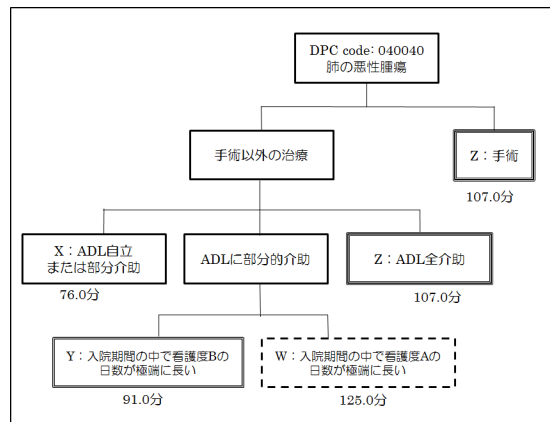 DPC code: 040040
肺の悪性腫瘍
手術以外の治療
Z：手術
107.0分
X：ADL自立
または部分介助
ADLに部分的介助
Z：ADL全介助
76.0分
107.0分
Y：入院期間の中で看護度Bの
日数が極端に長い
W：入院期間の中で看護度Aの
日数が極端に長い
91.0分
125.0分